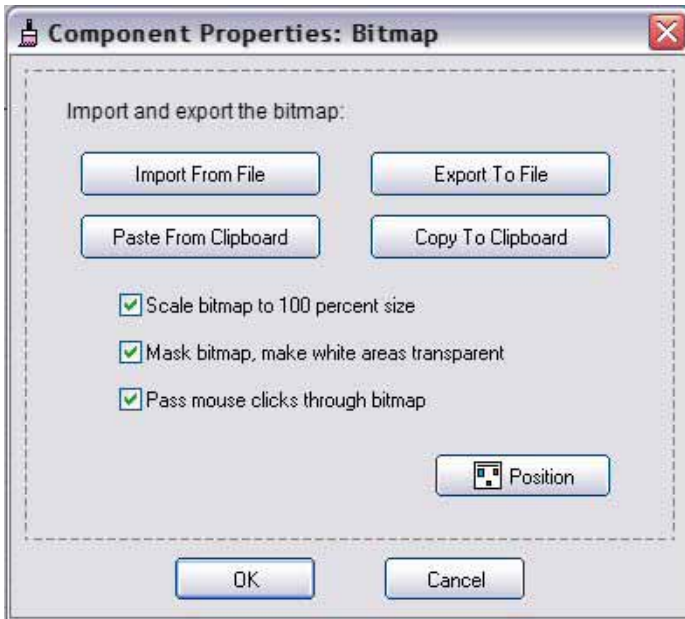 Component Properties: Bitmap
Import and export the bitmap:
Import From File
Export To File
Paste From Clipboard
Copy To Clipboard
Scale bitmap to 100 percent size
Mask bitmap, make white areas transparent
Pass mouse clicks through bitmap
Position
OK
Cancel